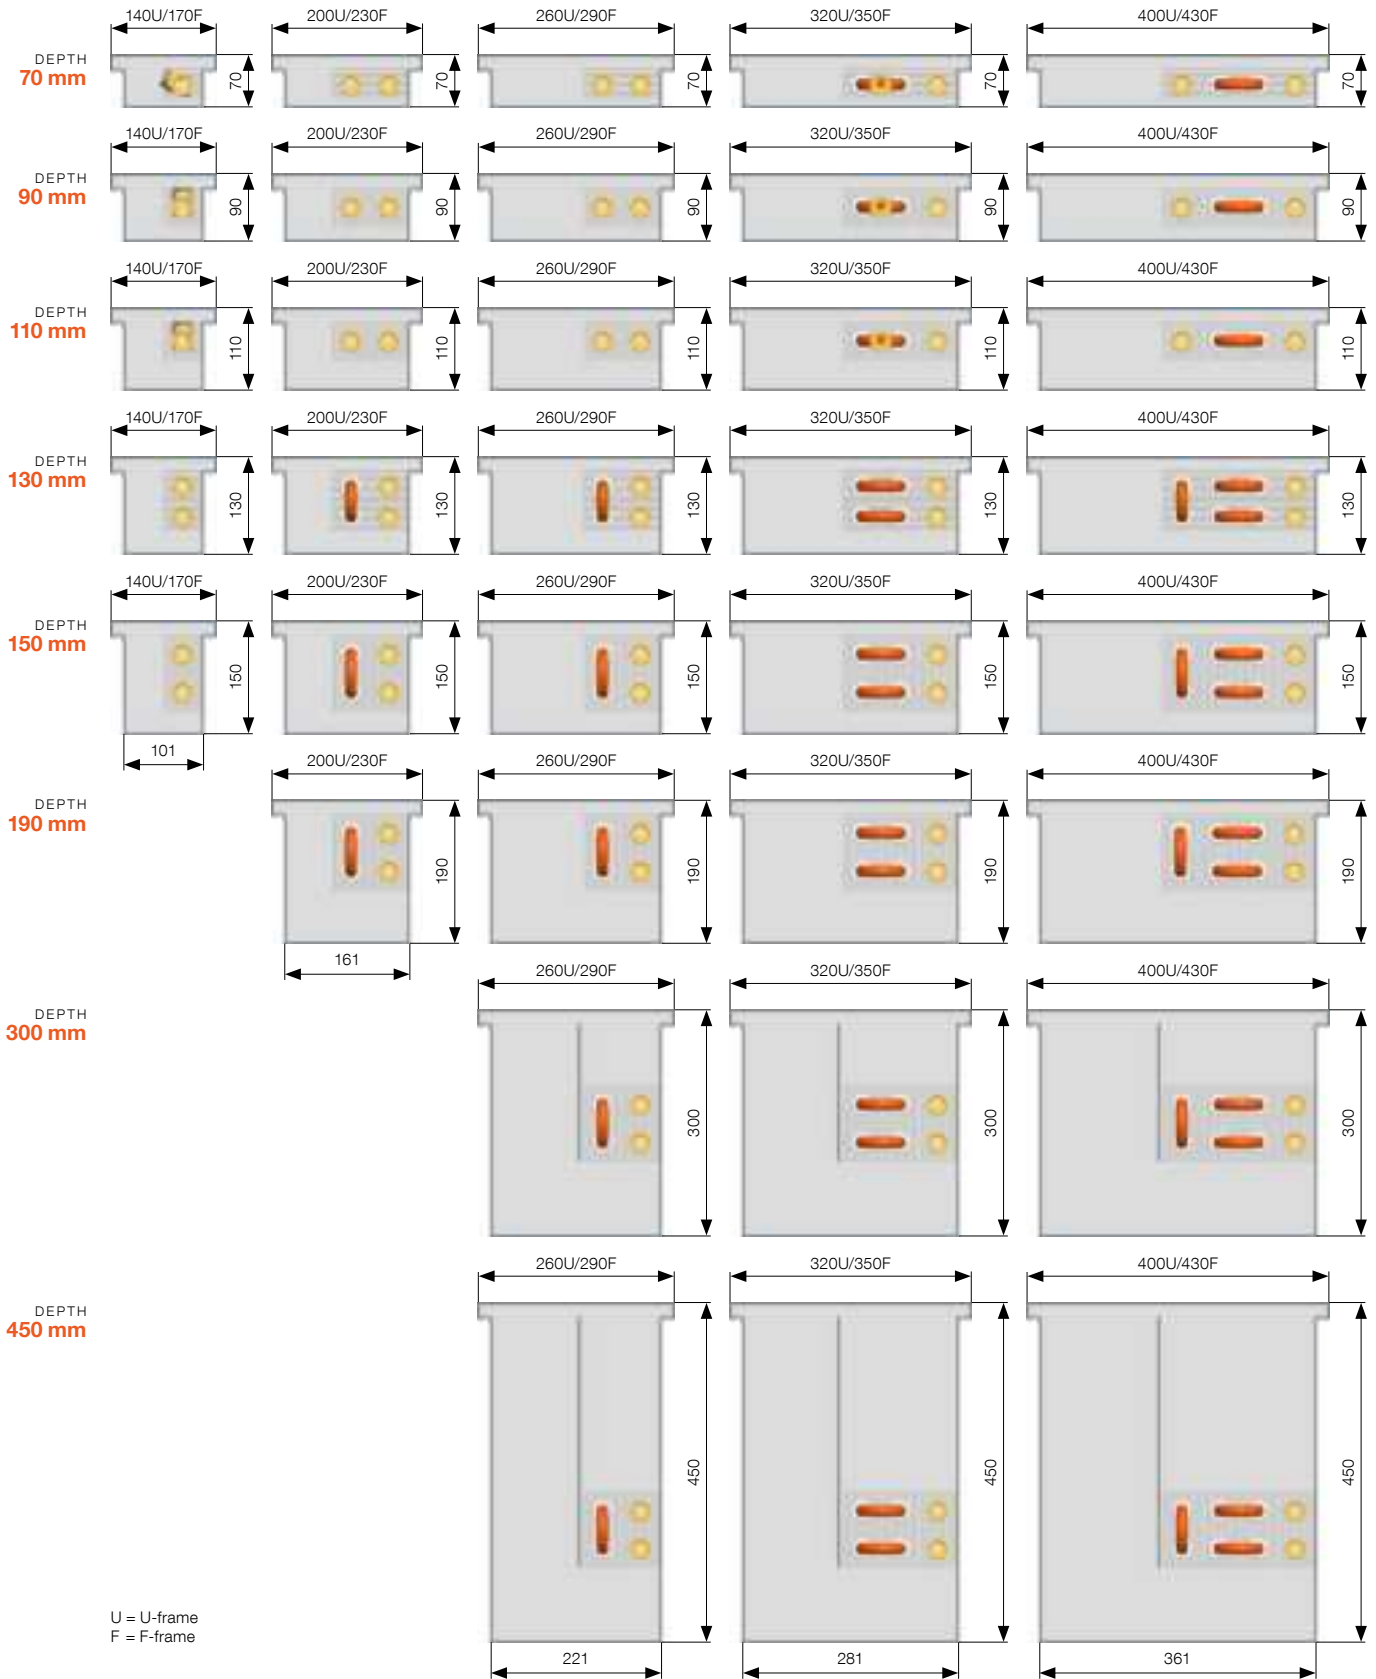 140U/170F 200U/230F 260U/290F 320U/350F 400U/430F
DEPTH
70 mm
70 70 70 70 70
140U/170F 200U/230F 260U/290F 320U/350F 400U/430F
DEPTH
90 mm
90 90 90 90 90
140U/170F 200U/230F 260U/290F 320U/350F 400U/430F
DEPTH
110 mm
110 110 110 110 110
140U/170F 200U/230F 260U/290F 320U/350F 400U/430F
DEPTH
130 mm
130 130 130 130 130
140U/170F 200U/230F 260U/290F 320U/350F 400U/430F
DEPTH
150 mm
150 150 150 150 150
101
200U/230F 260U/290F 320U/350F 400U/430F
DEPTH
190 mm
190 190 190 190
161
260U/290F 320U/350F 400U/430F
DEPTH
300 mm
300 300 300
260U/290F 320U/350F 400U/430F
DEPTH
450 mm
450 450 450
U = U-frame
F = F-frame
221 281 361